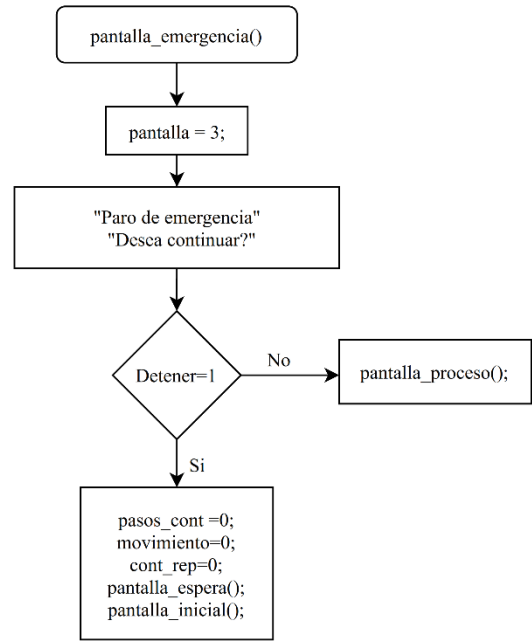 pantalla_emergencia()
pantalla = 3;
"Paro de emergencia"
"Desea continuar?"
Detener=1
No
pantalla_proceso();
Si
pasos_cont =0;
movimiento=0;
cont_rep=0;
pantalla_espera();
pantalla_inicial();